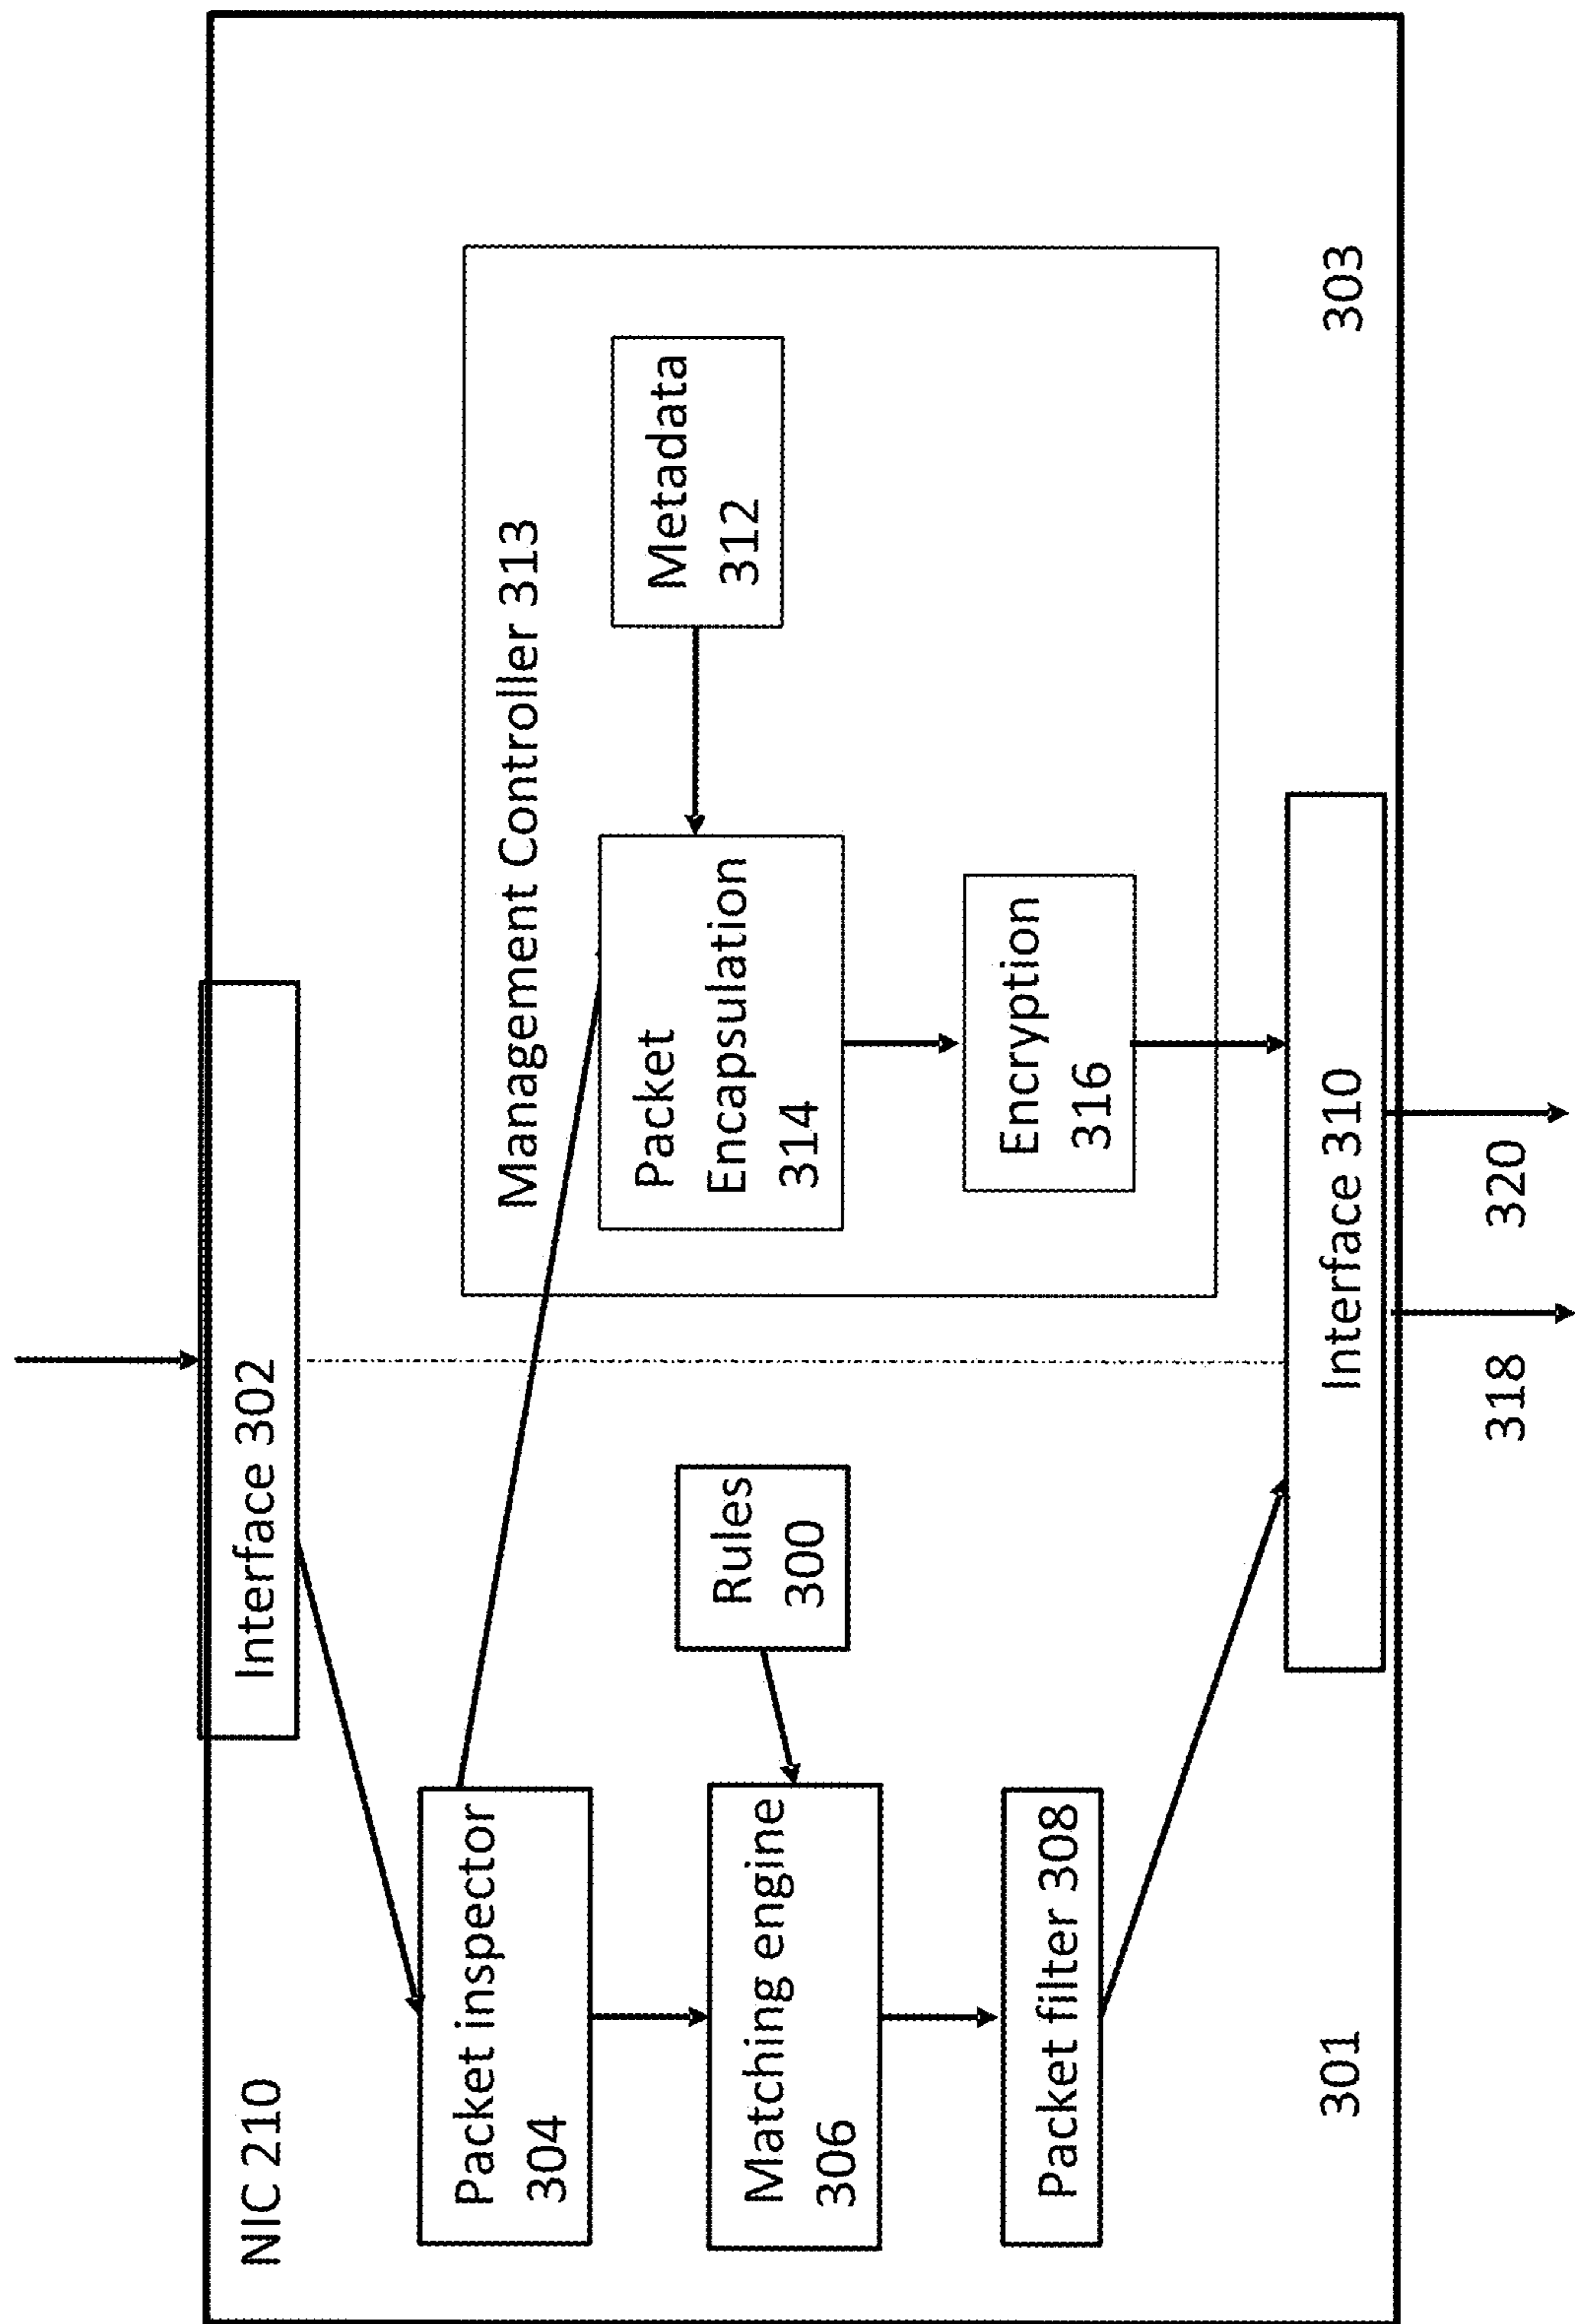 NIC 210
Interface 302
Packet inspector
304
Matching engine
306
Rules
300
Packet filter 308
301
Management Controller 313
Packet
Encapsulation
314
Metadata
312
Encryption
316
303
Interface 310
318
320